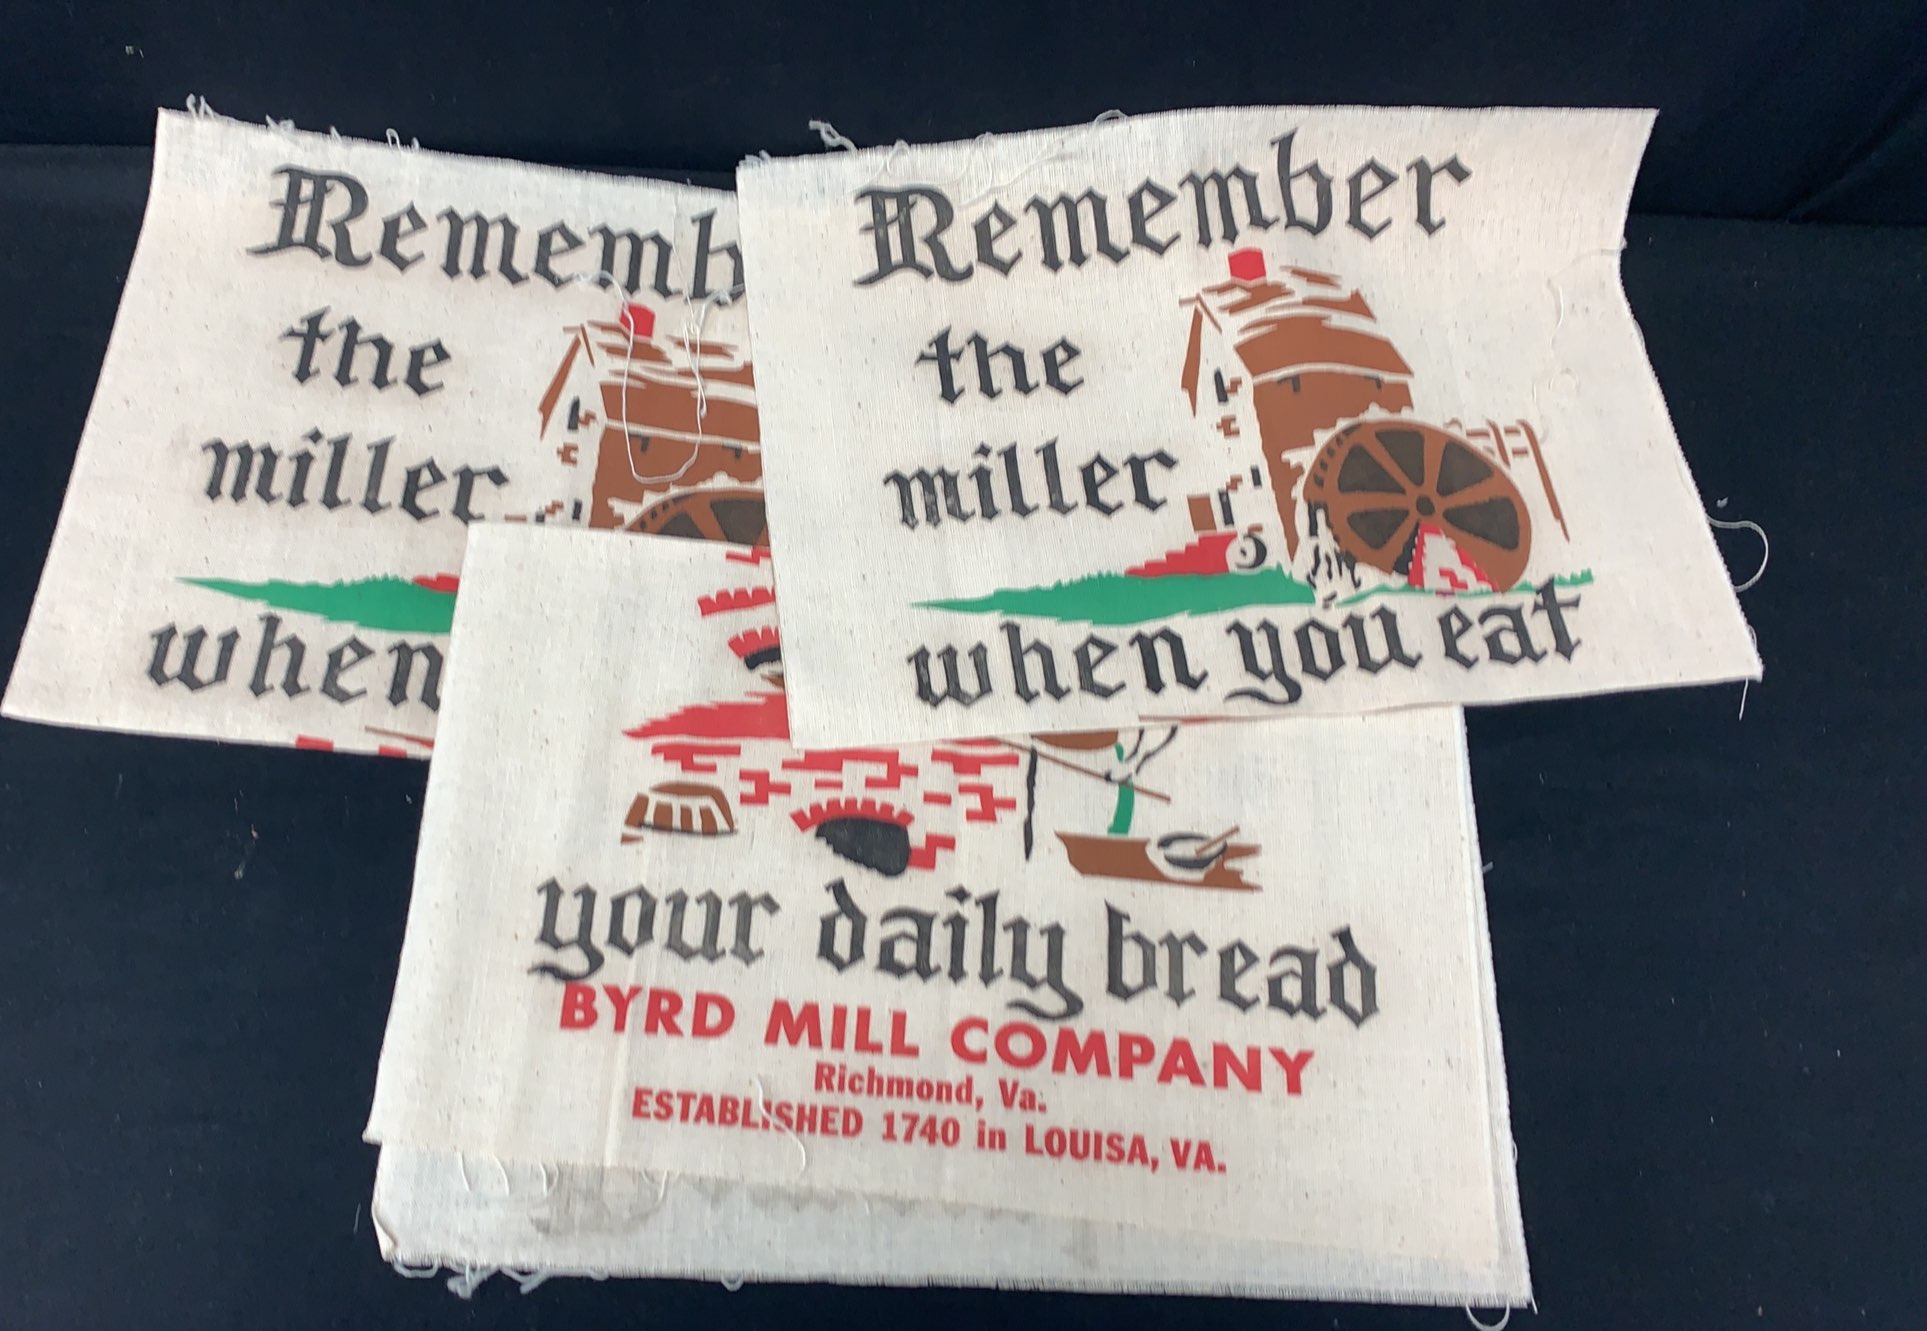 Rememb
the
miller
when
Remember
the
miller
when you eat
your daily bread
BYRD MILL COMPANY
Richmond, Va.
ESTABLISHED 1740 in LOUISA, VA.